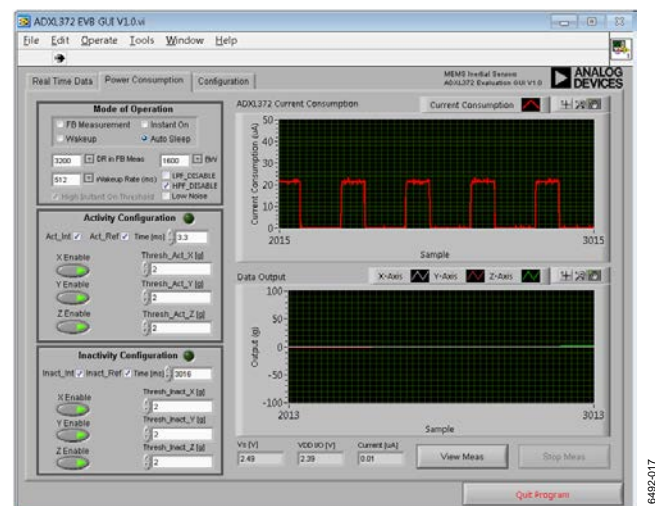 ADXL372 EVB GUI V1.0.vi
File Edit Operate Tools Window Help
Real Time Data Power Consumption Configuration
MEMS Inertial Sensors
ADXL372 Evaluation GUI V1.0
ANALOG
DEVICES
Mode of Operation
FB Measurement Instant On
Wakeup Auto Sleep
3200 DR in FB Meas 1600 BW
512 Wakeup Rate (ms) LPF_DISABLE
HPF_DISABLE
High Instant On Threshold Low Noise
Activity Configuration
Act_Int Act_Ref Time (ms) 3.3
X Enable Thresh_Act_X [g]
2
Y Enable Thresh_Act_Y [g]
2
Z Enable Thresh_Act_Z [g]
2
Inactivity Configuration
Inact_Int Inact_Ref Time (ms) 3016
X Enable Thresh_Inact_X [g]
2
Y Enable Thresh_Inact_Y [g]
2
Z Enable Thresh_Inact_Z [g]
2
ADXL372 Current Consumption Current Consumption
Current Consumption (uA)
50
40
30
20
10
0
2015 3015
Sample
Data Output X-Axis Y-Axis Z-Axis
Output (g)
100
50
0
-50
-100
2013 3013
Sample
Vs [V] VDD I/O [V] Current [uA]
2.49 2.39 0.01 View Meas Stop Meas
Quit Program
6492-017